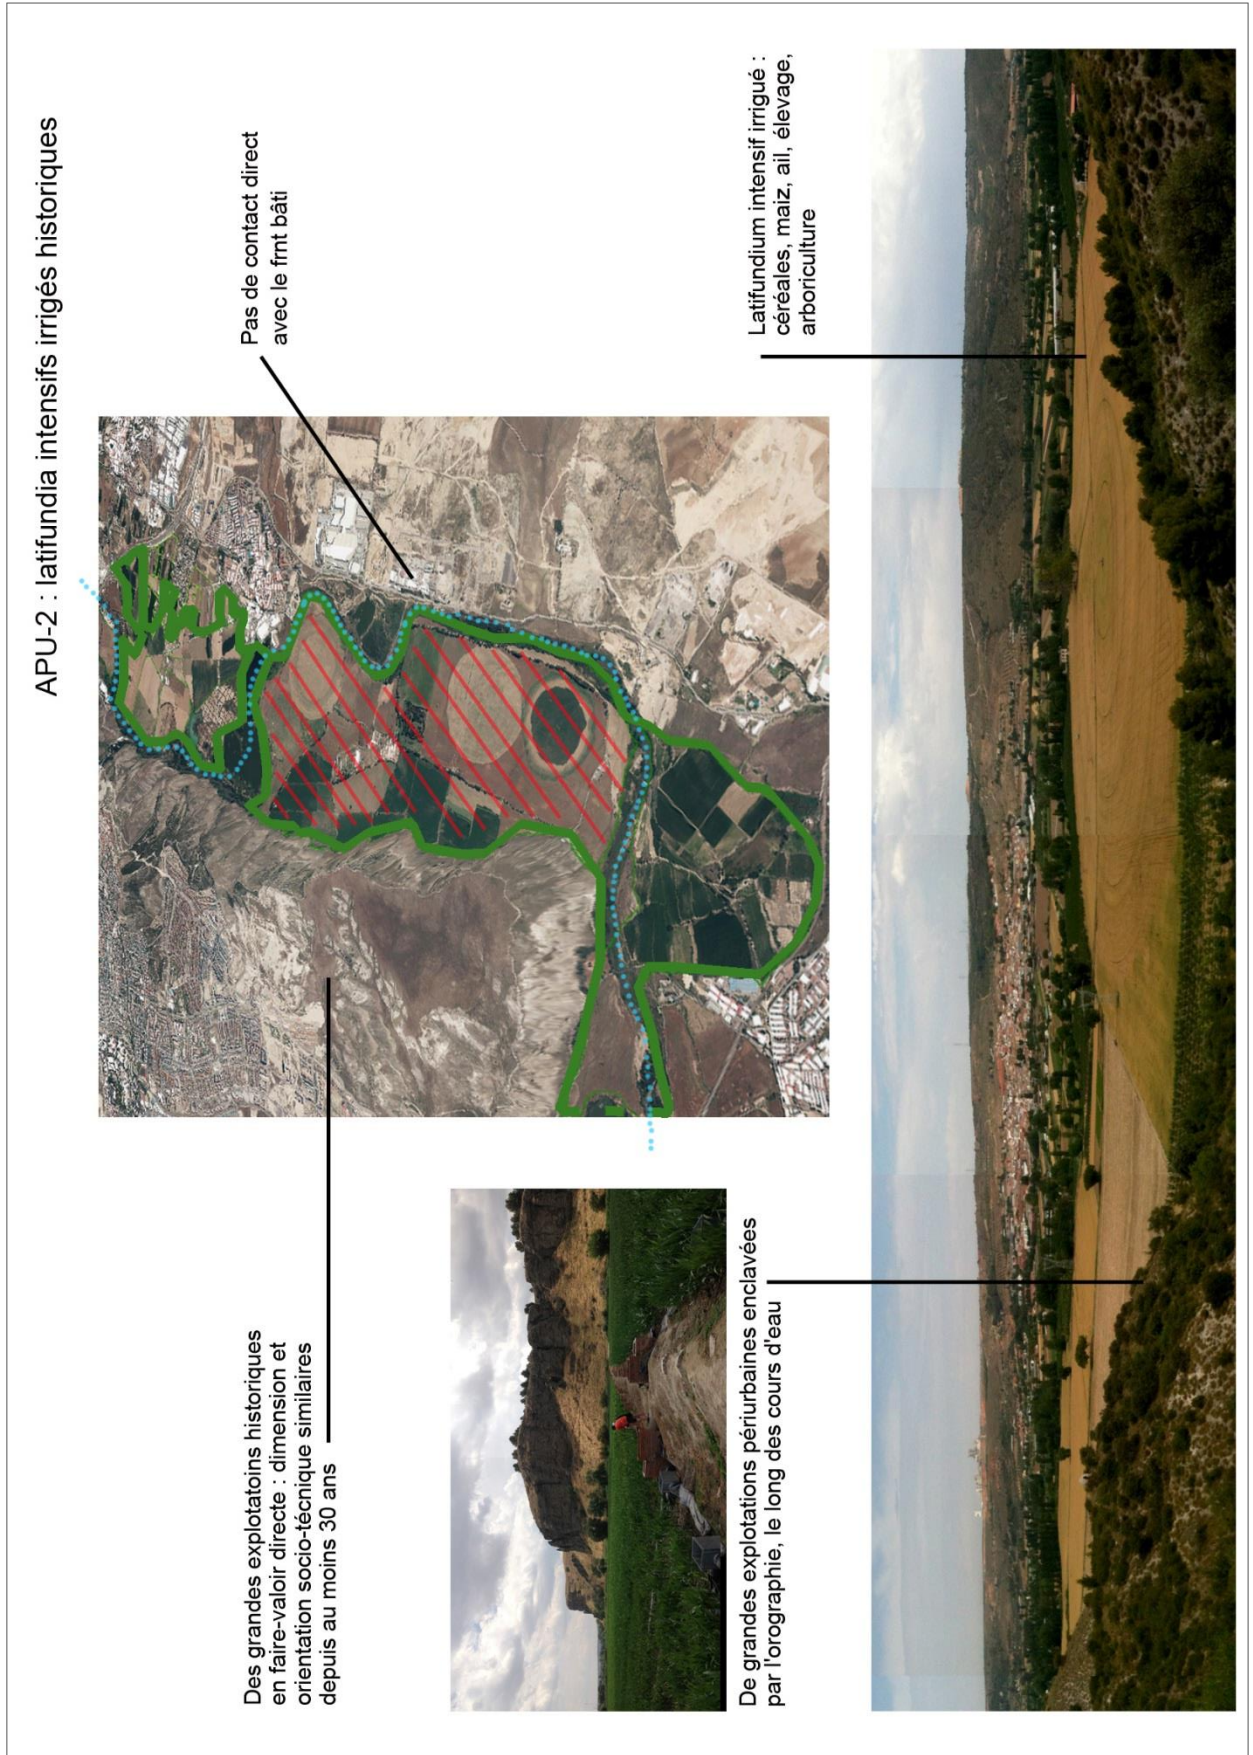 APU-2 : latifundia intensifs irrigés historiques
Des grandes explotatoins historiques
en faire-valoir directe : dimension et
orientation socio-técnique similaires
depuis au moins 30 ans
Pas de contact direct
avec le frnt bâti
De grandes explotations périurbaines enclavées
par l'orographie, le long des cours d'eau
Latifundium intensif irrigué :
céréales, maiz, ail, élevage,
arboriculture